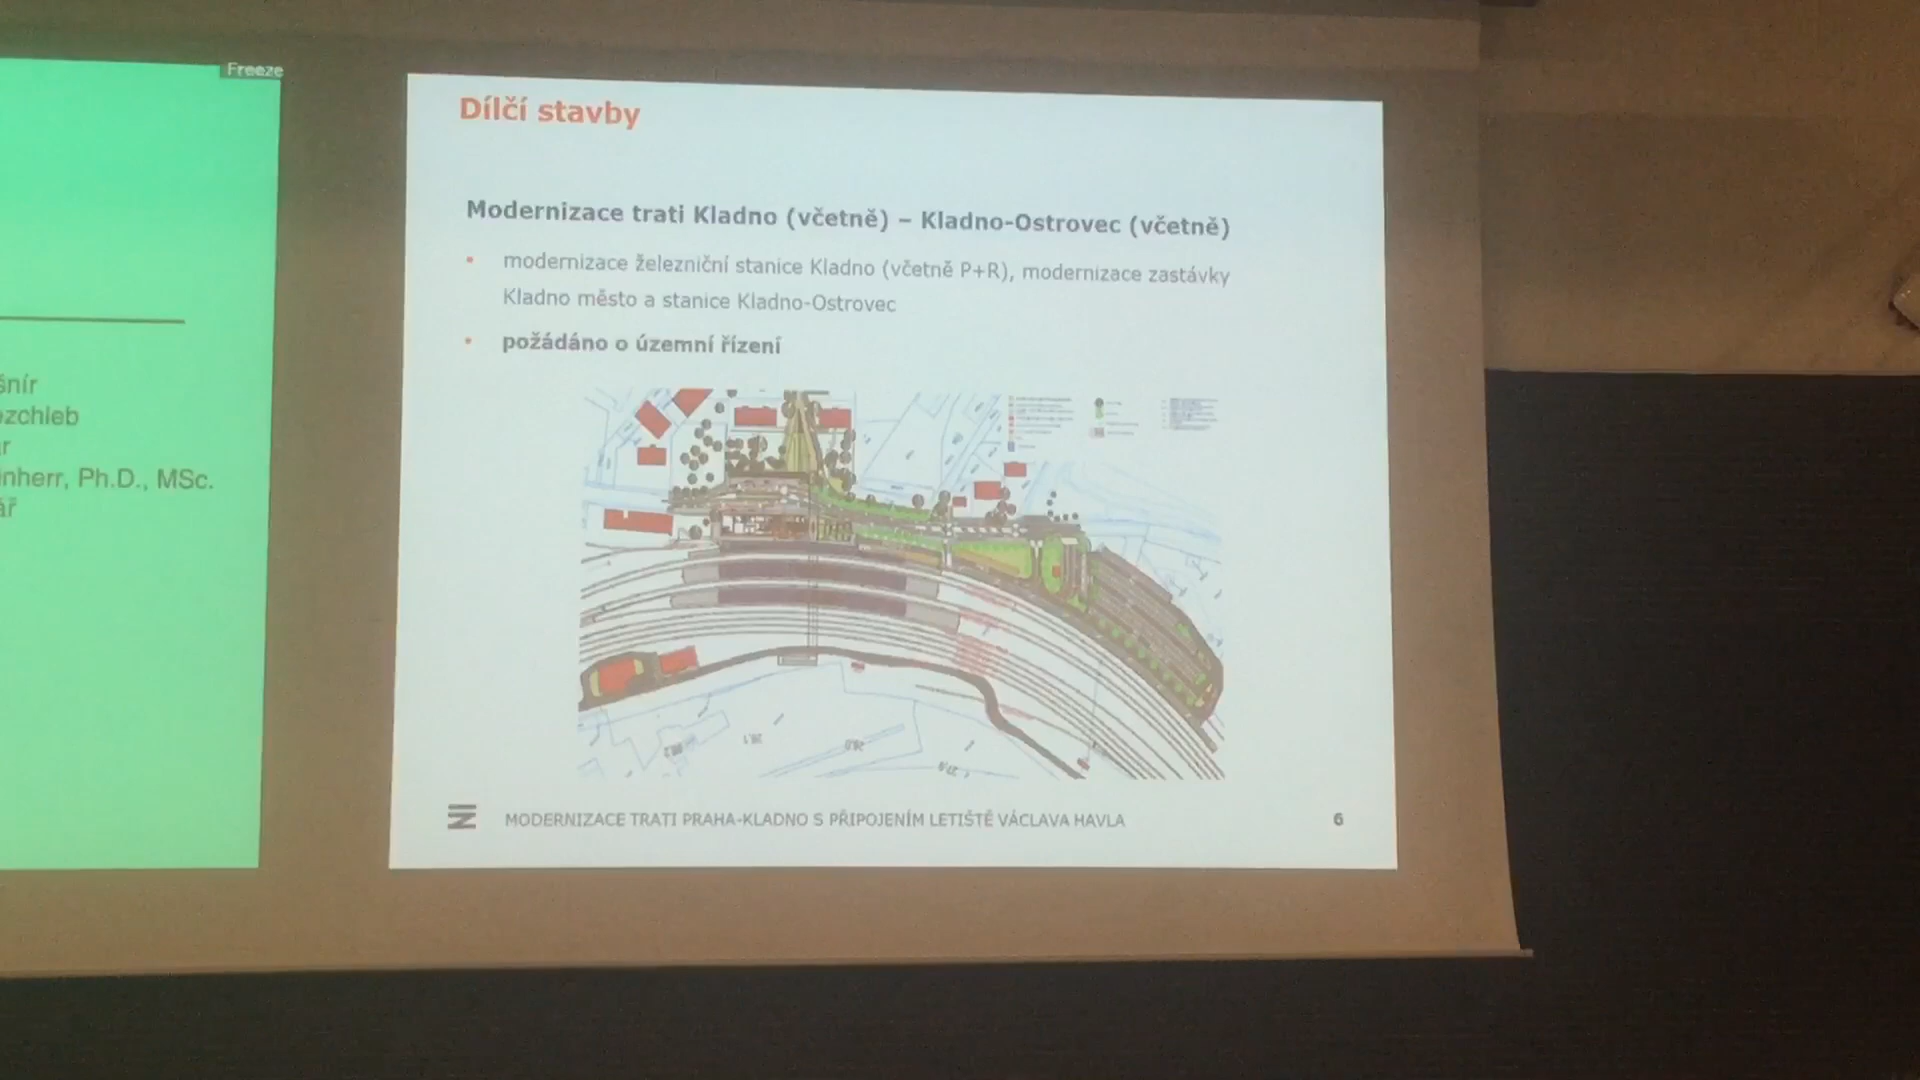 Freeze
šnír
ezchleb
r
inherr, Ph.D., MSc.
ář
Dílčí stavby
Modernizace trati Kladno (včetně) – Kladno-Ostrovec (včetně)
• modernizace železniční stanice Kladno (včetně P+R), modernizace zastávky
Kladno město a stanice Kladno-Ostrovec
• požádáno o územní řízení
MODERNIZACE TRATI PRAHA-KLADNO S PŘIPOJENÍM LETIŠTĚ VÁCLAVA HAVLA
6